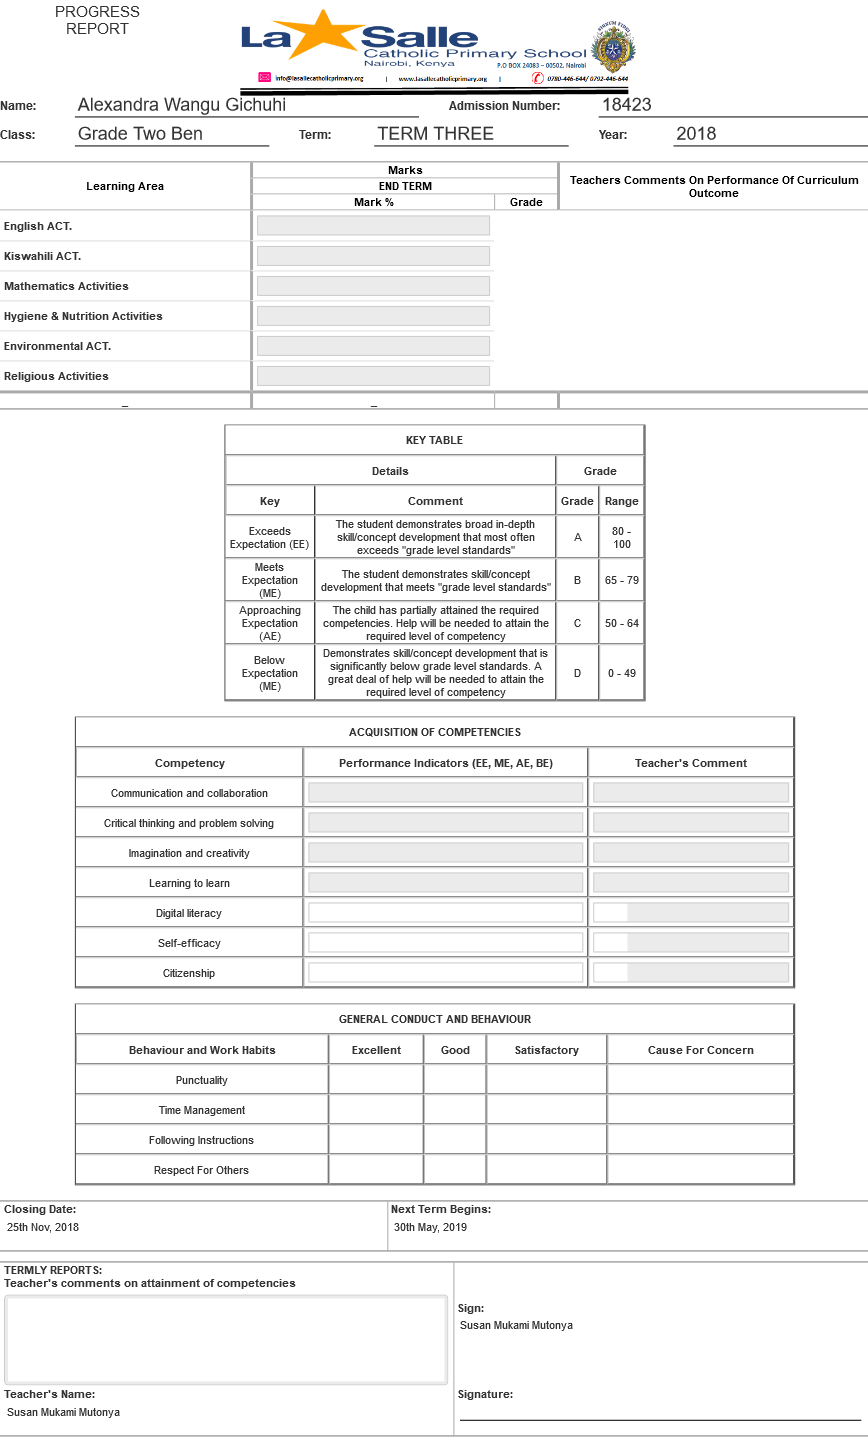 PROGRESS
REPORT
La Salle
Catholic Primary School
Nairobi, Kenya
P.O BOX 24083 – 00502, Nairobi
info@lasallecatholicprimary.org | www.lasallecatholicprimary.org | 0780-446-644/ 0792-446-644
Name: Alexandra Wangu Gichuhi Admission Number: 18423
Class: Grade Two Ben Term: TERM THREE Year: 2018
Learning Area
Marks
END TERM
Mark % Grade
Teachers Comments On Performance Of Curriculum
Outcome
English ACT.
Kiswahili ACT.
Mathematics Activities
Hygiene & Nutrition Activities
Environmental ACT.
Religious Activities
_ _
KEY TABLE
Details Grade
Key Comment Grade Range
Exceeds
Expectation (EE)
The student demonstrates broad in-depth
skill/concept development that most often
exceeds "grade level standards"
A
80 -
100
Meets
Expectation
(ME)
The student demonstrates skill/concept
development that meets "grade level standards"
B
65 - 79
Approaching
Expectation
(AE)
The child has partially attained the required
competencies. Help will be needed to attain the
required level of competency
C
50 - 64
Below
Expectation
(ME)
Demonstrates skill/concept development that is
significantly below grade level standards. A
great deal of help will be needed to attain the
required level of competency
D
0 - 49
ACQUISITION OF COMPETENCIES
Competency Performance Indicators (EE, ME, AE, BE) Teacher's Comment
Communication and collaboration
Critical thinking and problem solving
Imagination and creativity
Learning to learn
Digital literacy
Self-efficacy
Citizenship
GENERAL CONDUCT AND BEHAVIOUR
Behaviour and Work Habits Excellent Good Satisfactory Cause For Concern
Punctuality
Time Management
Following Instructions
Respect For Others
Closing Date: Next Term Begins:
25th Nov, 2018 30th May, 2019
TERMLY REPORTS:
Teacher's comments on attainment of competencies
Sign:
Susan Mukami Mutonya
Teacher's Name: Signature:
Susan Mukami Mutonya